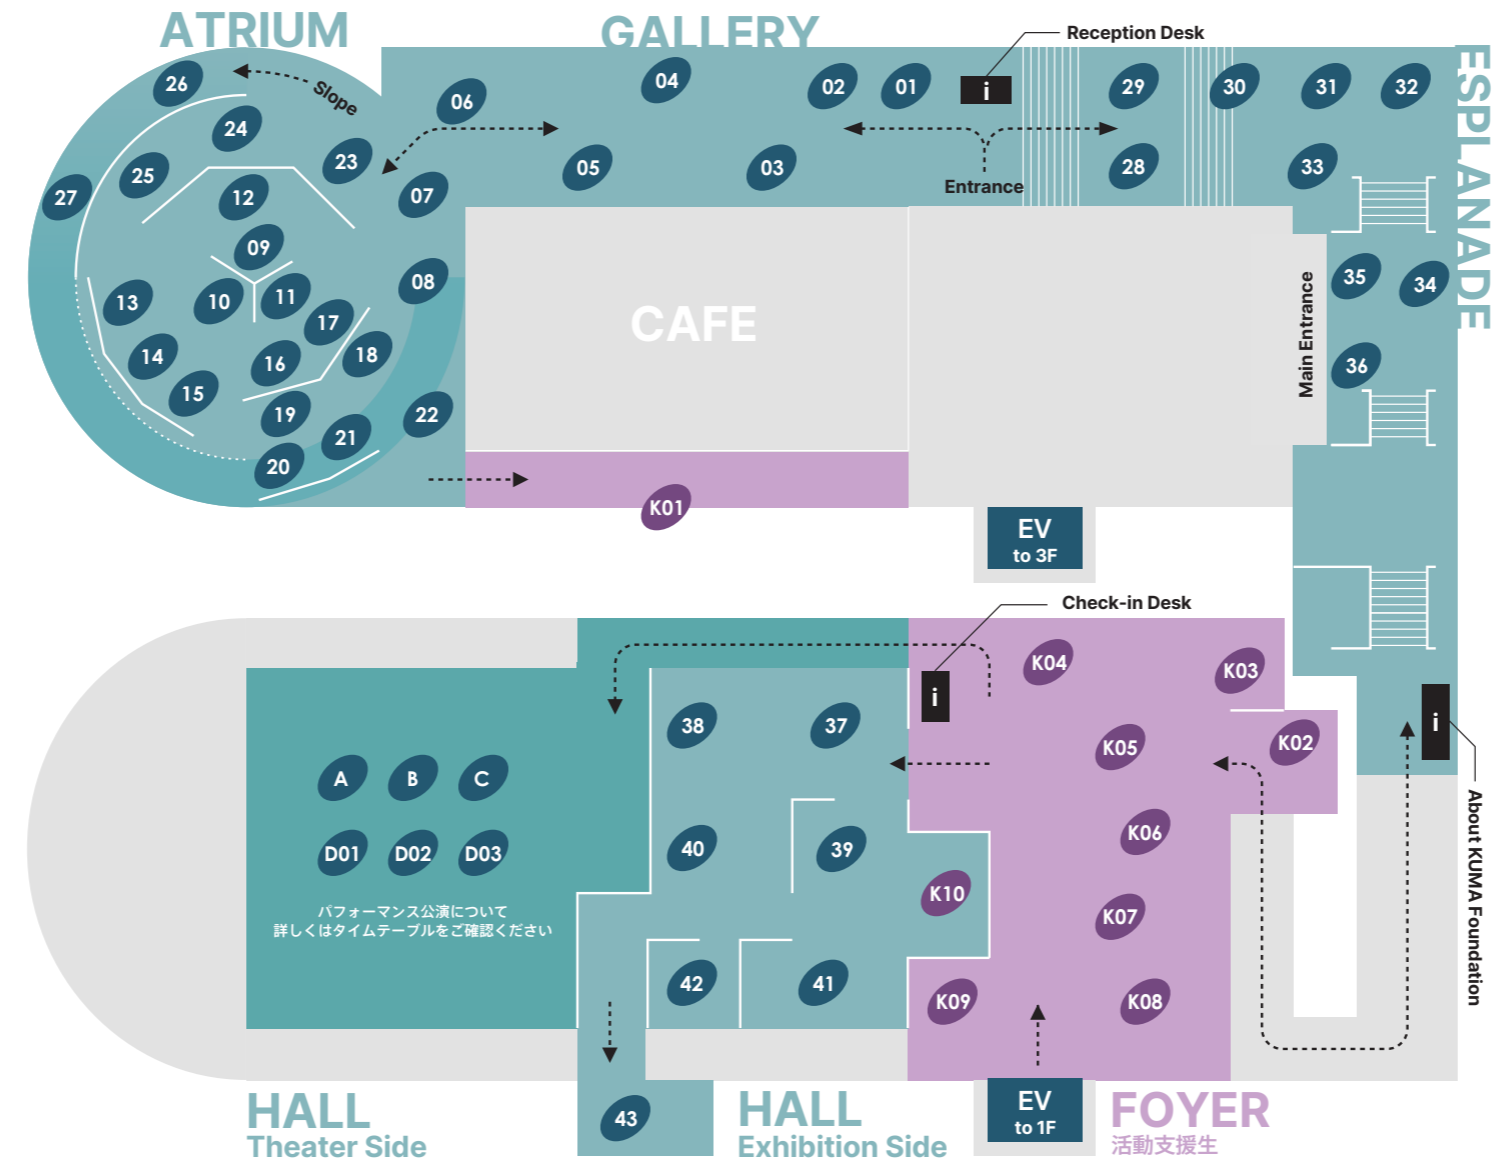 ATRIUM
GALLERY
Reception Desk
ESPLANADE
26
Slope
06
04
02
01
i
29
30
31
32
24
23
05
03
Entrance
28
33
25
27
12
07
09
08
13
10
11
17
14
16
18
15
19
21
22
20
CAFE
Main Entrance
35
34
36
K01
EV
to 3F
Check-in Desk
i
K04
K03
K02
i
About KUMA Foundation
38
37
K05
A
B
C
K06
D01
D02
D03
40
39
K10
K07
パフォーマンス公演について
詳しくはタイムテーブルをご確認ください
42
41
K09
K08
43
EV
to 1F
HALL
Theater Side
HALL
Exhibition Side
FOYER
活動支援生